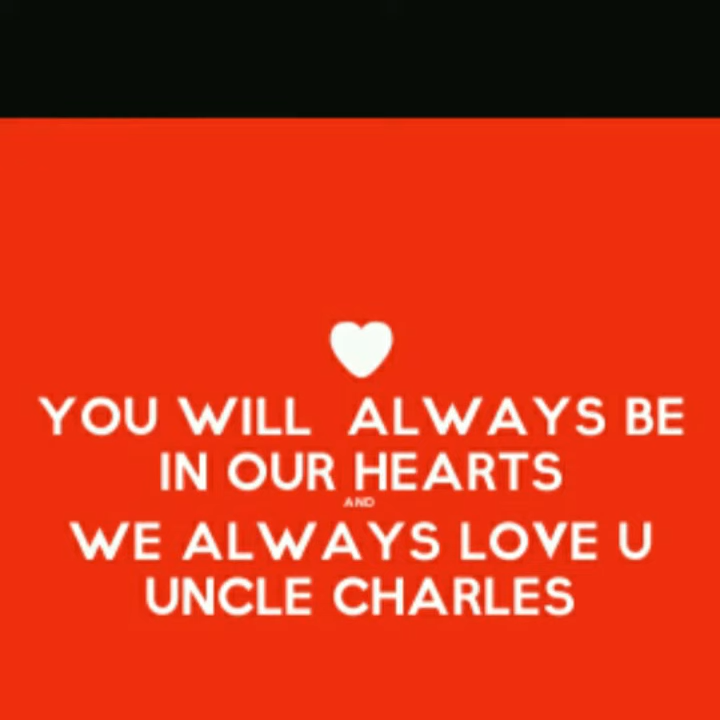 YOU WILL  ALWAYS BE
IN OUR HEARTS
AND
WE ALWAYS LOVE U
UNCLE CHARLES